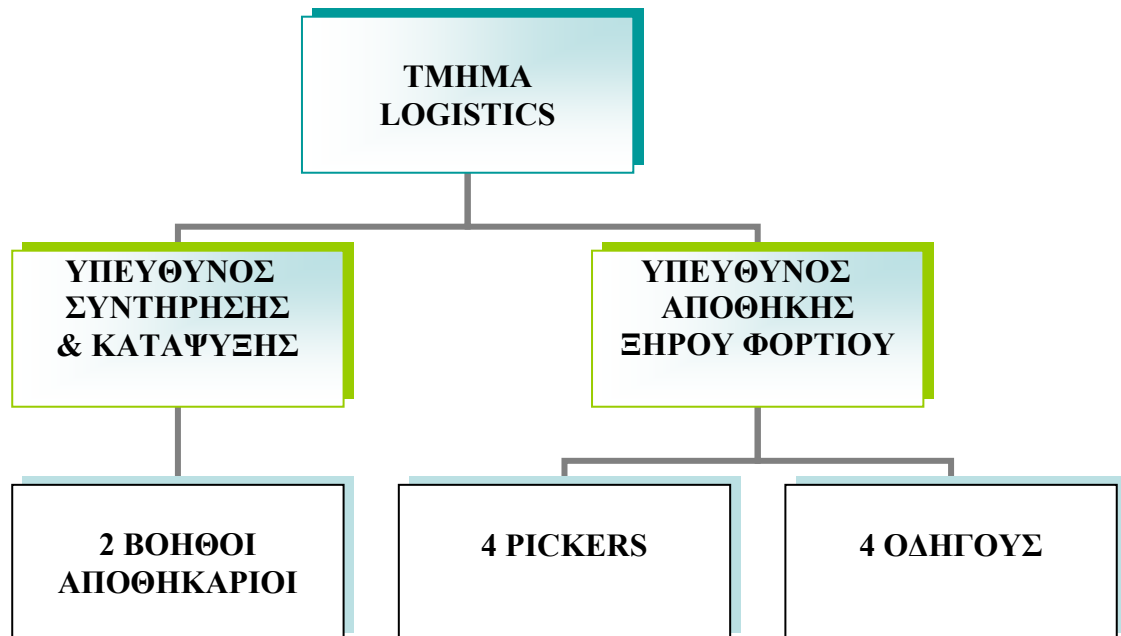 ΤΜΗΜΑ
LOGISTICS
ΥΠΕΥΘΥΝΟΣ
ΣΥΝΤΗΡΗΣΗΣ
& ΚΑΤΑΨΥΞΗΣ
ΥΠΕΥΘΥΝΟΣ
ΑΠΟΘΗΚΗΣ
ΞΗΡΟΥ ΦΟΡΤΙΟΥ
2 ΒΟΗΘΟΙ
ΑΠΟΘΗΚΑΡΙΟΙ
4 PICKERS
4 ΟΔΗΓΟΥΣ